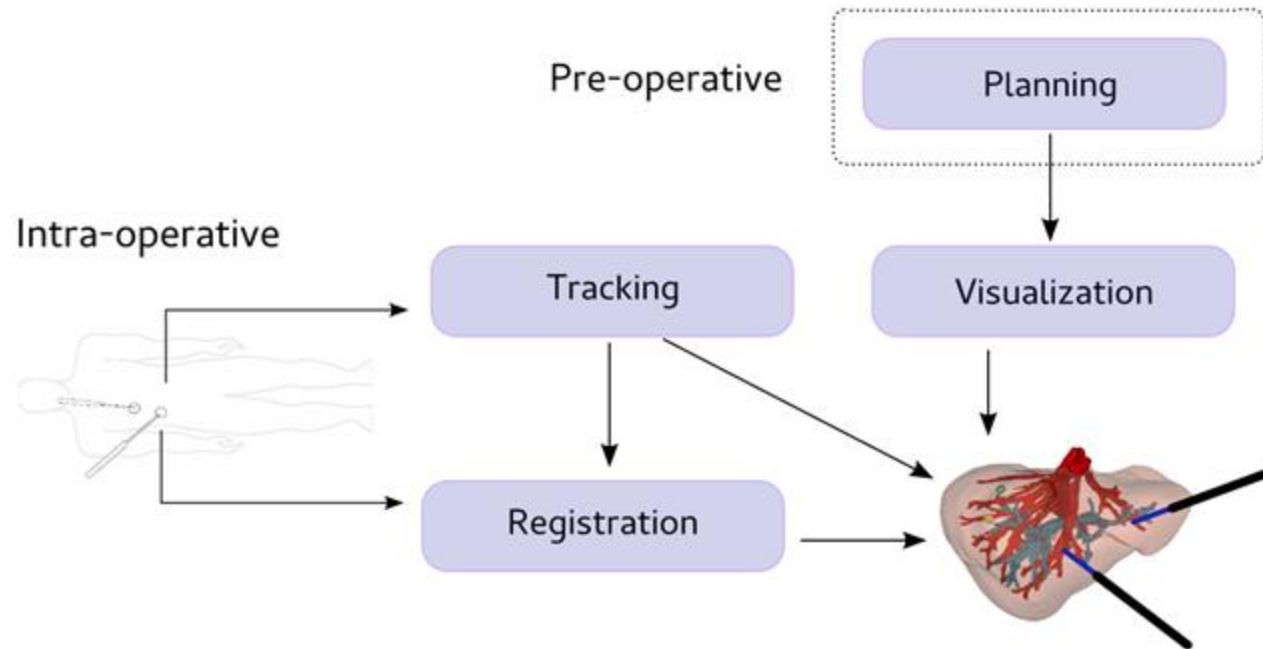 Pre-operative
Planning
Intra-operative
Tracking
Visualization
Registration